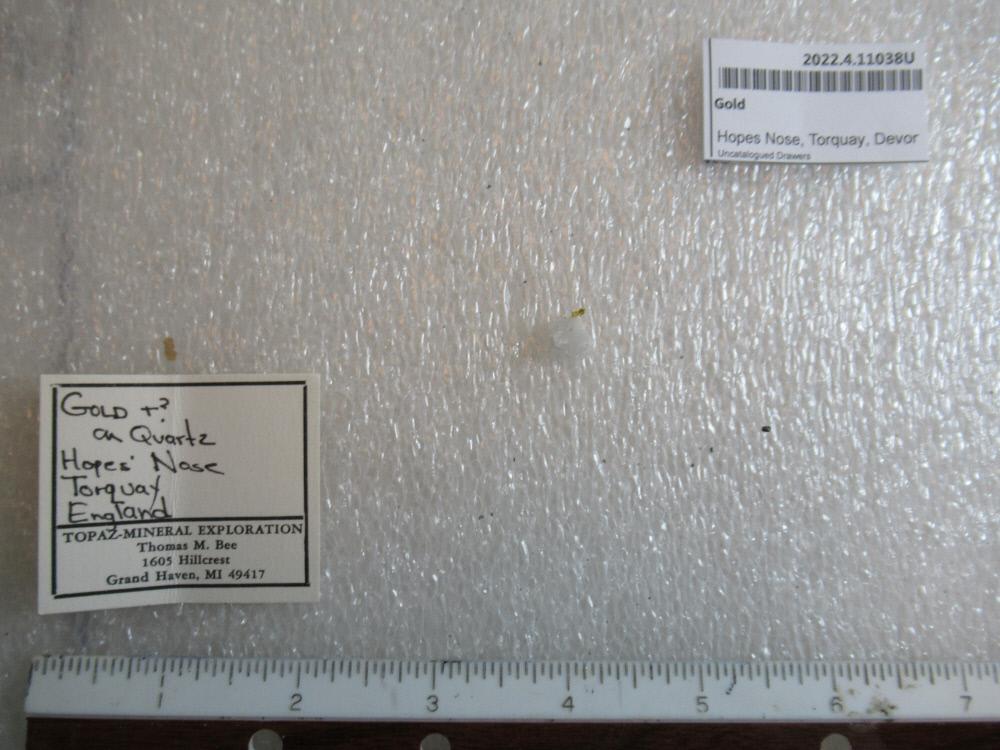 2022.4.11038U
Gold
Hopes Nose, Torquay, Devor
Uncatalogued Drawers
GOLD +?
on Quartz
Hopes' Nose
Torquay
England
TOPAZ-MINERAL EXPLORATION
Thomas M. Bee
1605 Hillcrest
Grand Haven, MI 49417
1 2 3 4 5 6 7